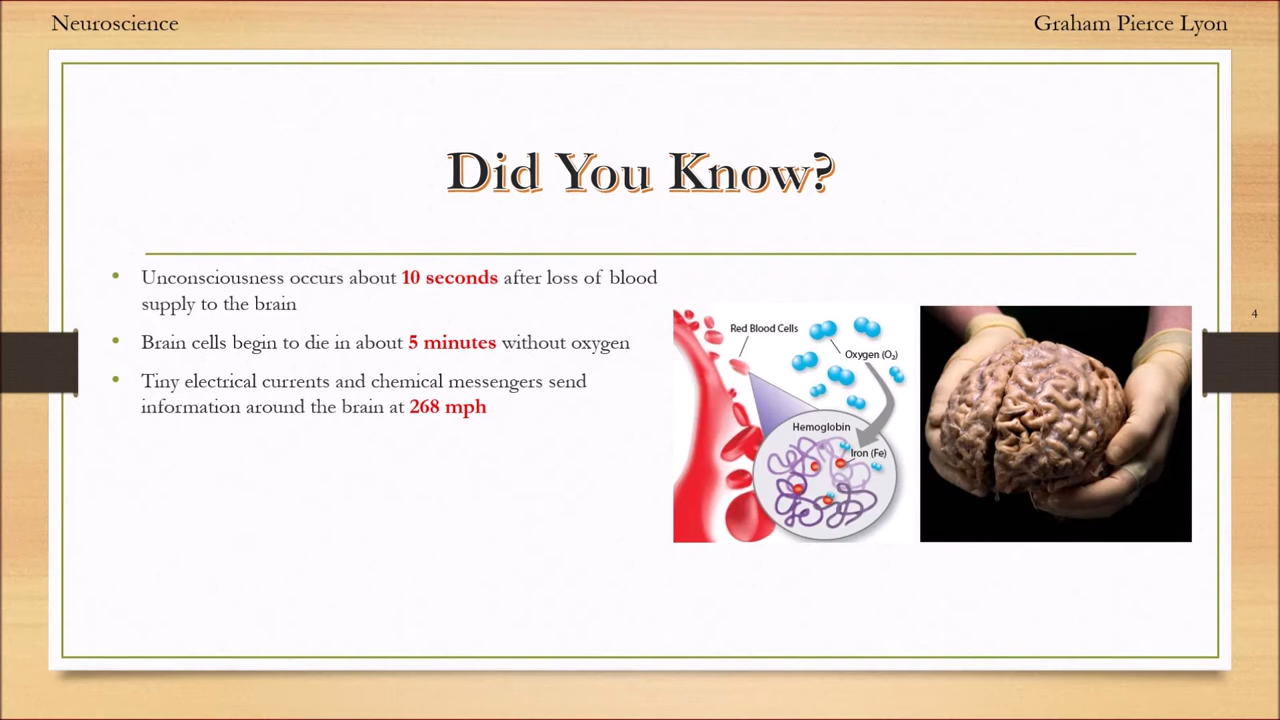 Neuroscience
Graham Pierce Lyon
Did You Know?
• Unconsciousness occurs about 10 seconds after loss of blood
supply to the brain
• Brain cells begin to die in about 5 minutes without oxygen
• Tiny electrical currents and chemical messengers send
information around the brain at 268 mph
Red Blood Cells
Oxygen (O₂)
Hemoglobin
Iron (Fe)
4